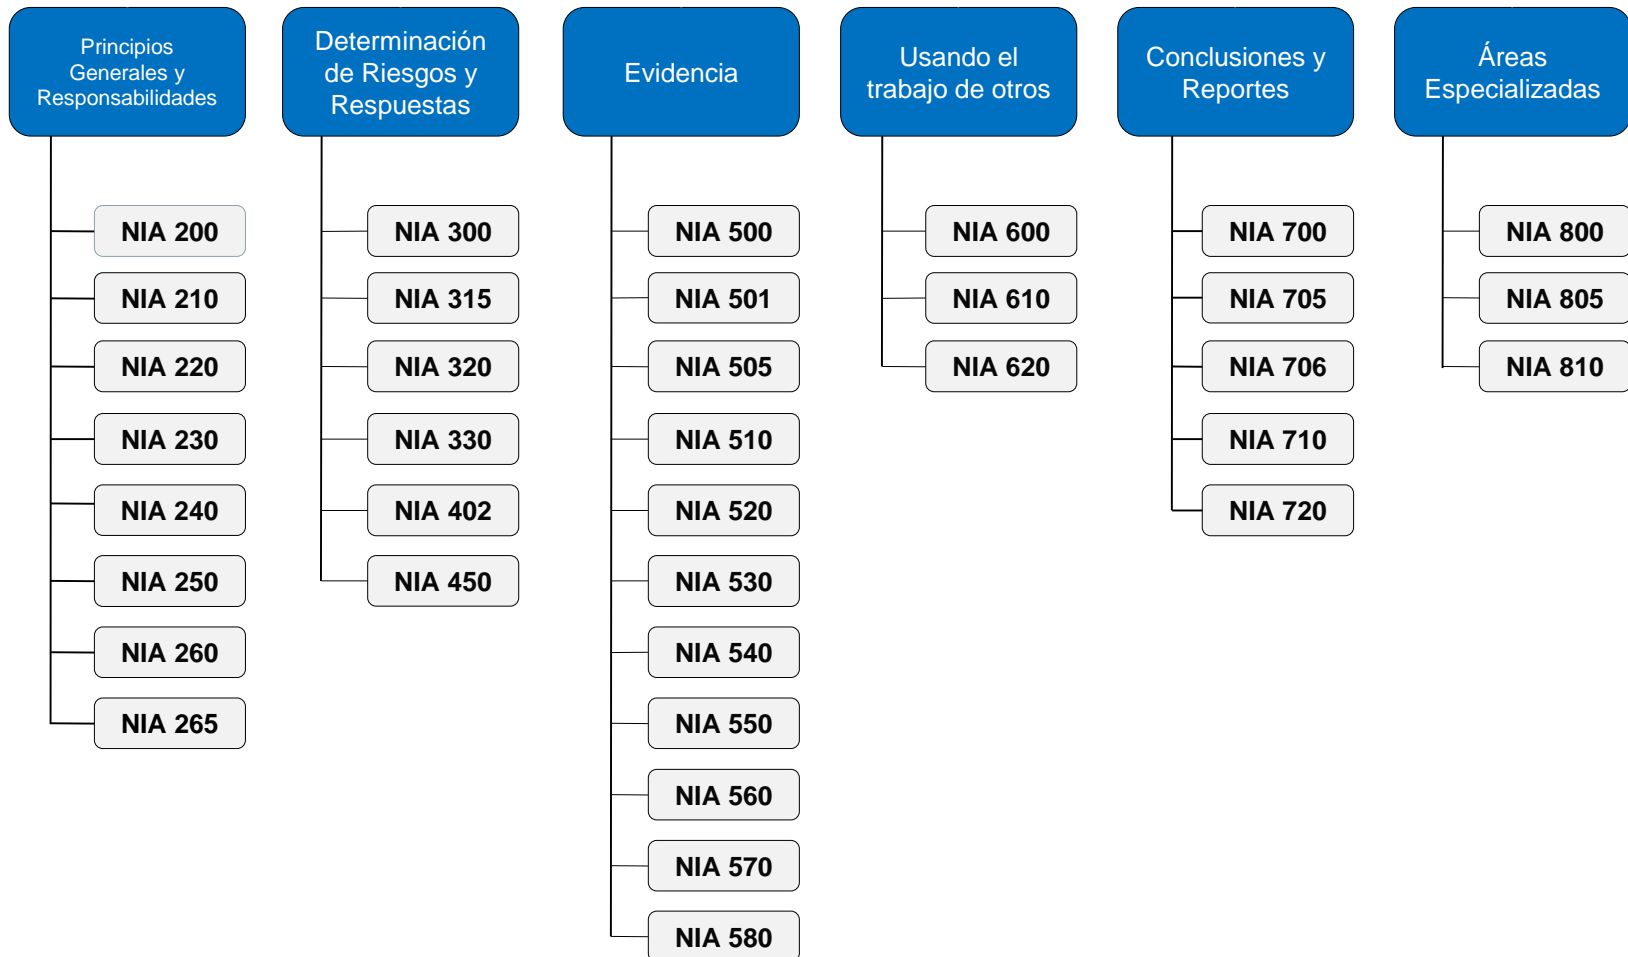 Principios
Generales y
Responsabilidades
NIA 200
NIA 210
NIA 220
NIA 230
NIA 240
NIA 250
NIA 260
NIA 265
Determinación
de Riesgos y
Respuestas
NIA 300
NIA 315
NIA 320
NIA 330
NIA 402
NIA 450
Evidencia
NIA 500
NIA 501
NIA 505
NIA 510
NIA 520
NIA 530
NIA 540
NIA 550
NIA 560
NIA 570
NIA 580
Usando el
trabajo de otros
NIA 600
NIA 610
NIA 620
Conclusiones y
Reportes
NIA 700
NIA 705
NIA 706
NIA 710
NIA 720
Áreas
Especializadas
NIA 800
NIA 805
NIA 810